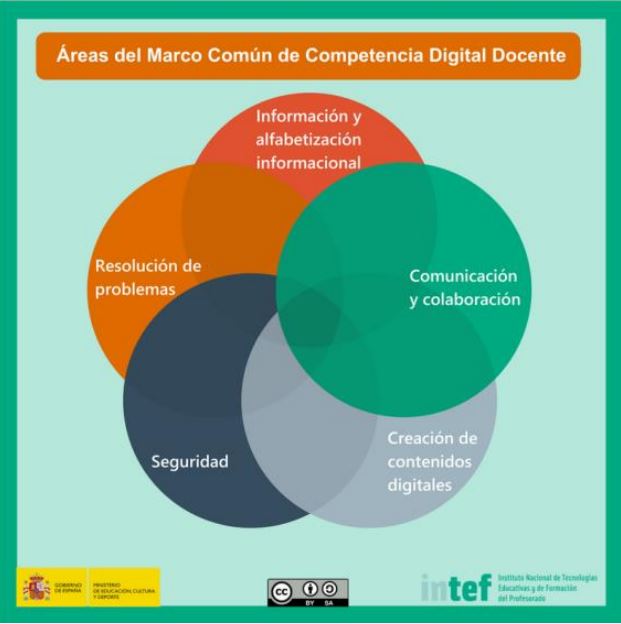 Áreas del Marco Común de Competencia Digital Docente
Información y
alfabetización
informacional
Resolución de
problemas
Comunicación
y colaboración
Seguridad
Creación de
contenidos
digitales
GOBIERNO
DE ESPAÑA
MINISTERIO
DE EDUCACIÓN, CULTURA
Y DEPORTE
cc
BY SA
intef
Instituto Nacional de Tecnologías
Educativas y de Formación
del Profesorado